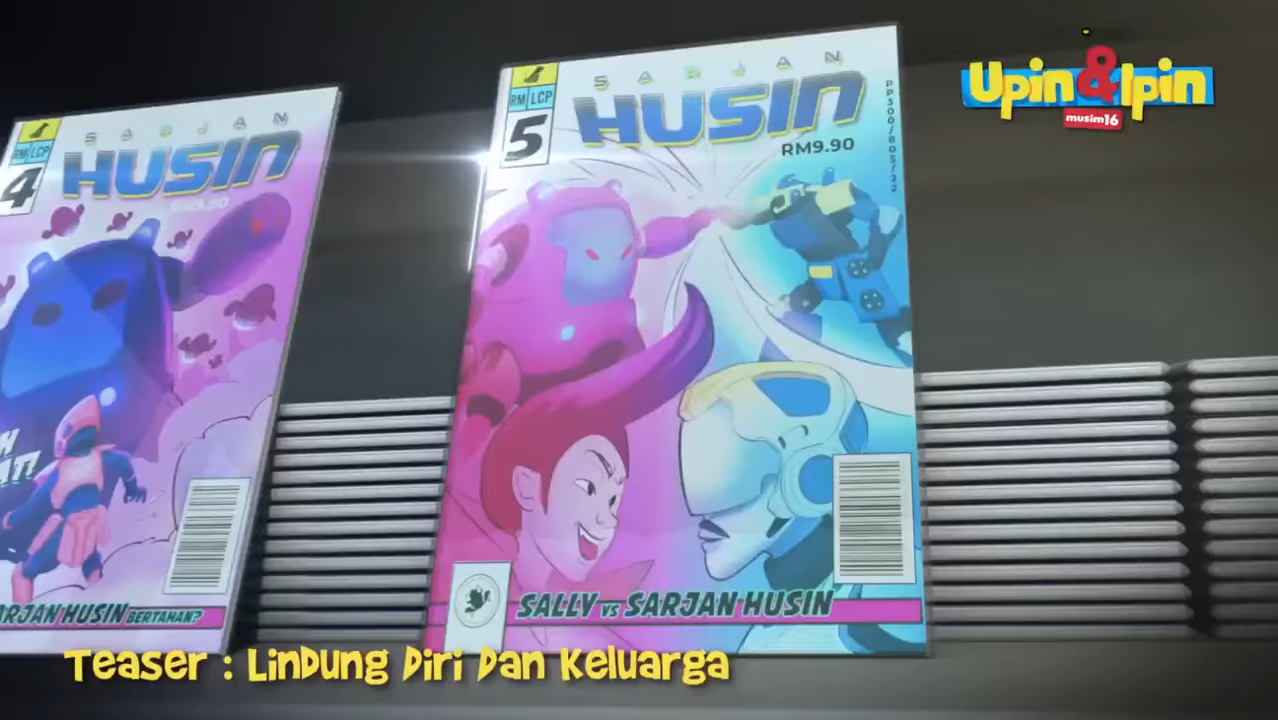 Upin&Ipin
musim16
RM LCP
4
SARJAN
HUSIN
SARJAN HUSIN BERTAHAN?
RM LCP
5
SARJAN
HUSIN
RM9.90
PP300/805/22
SALLY vs SARJAN HUSIN
Teaser : Lindung Diri Dan Keluarga